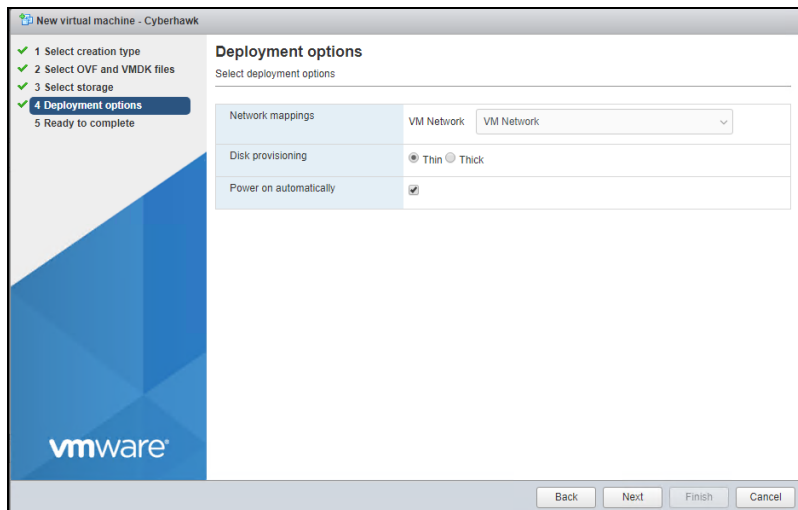 New virtual machine - Cyberhawk
1 Select creation type
2 Select OVF and VMDK files
3 Select storage
4 Deployment options
5 Ready to complete
Deployment options
Select deployment options
Network mappings
VM Network VM Network
Disk provisioning
Thin Thick
Power on automatically
vmware®
Back Next Finish Cancel